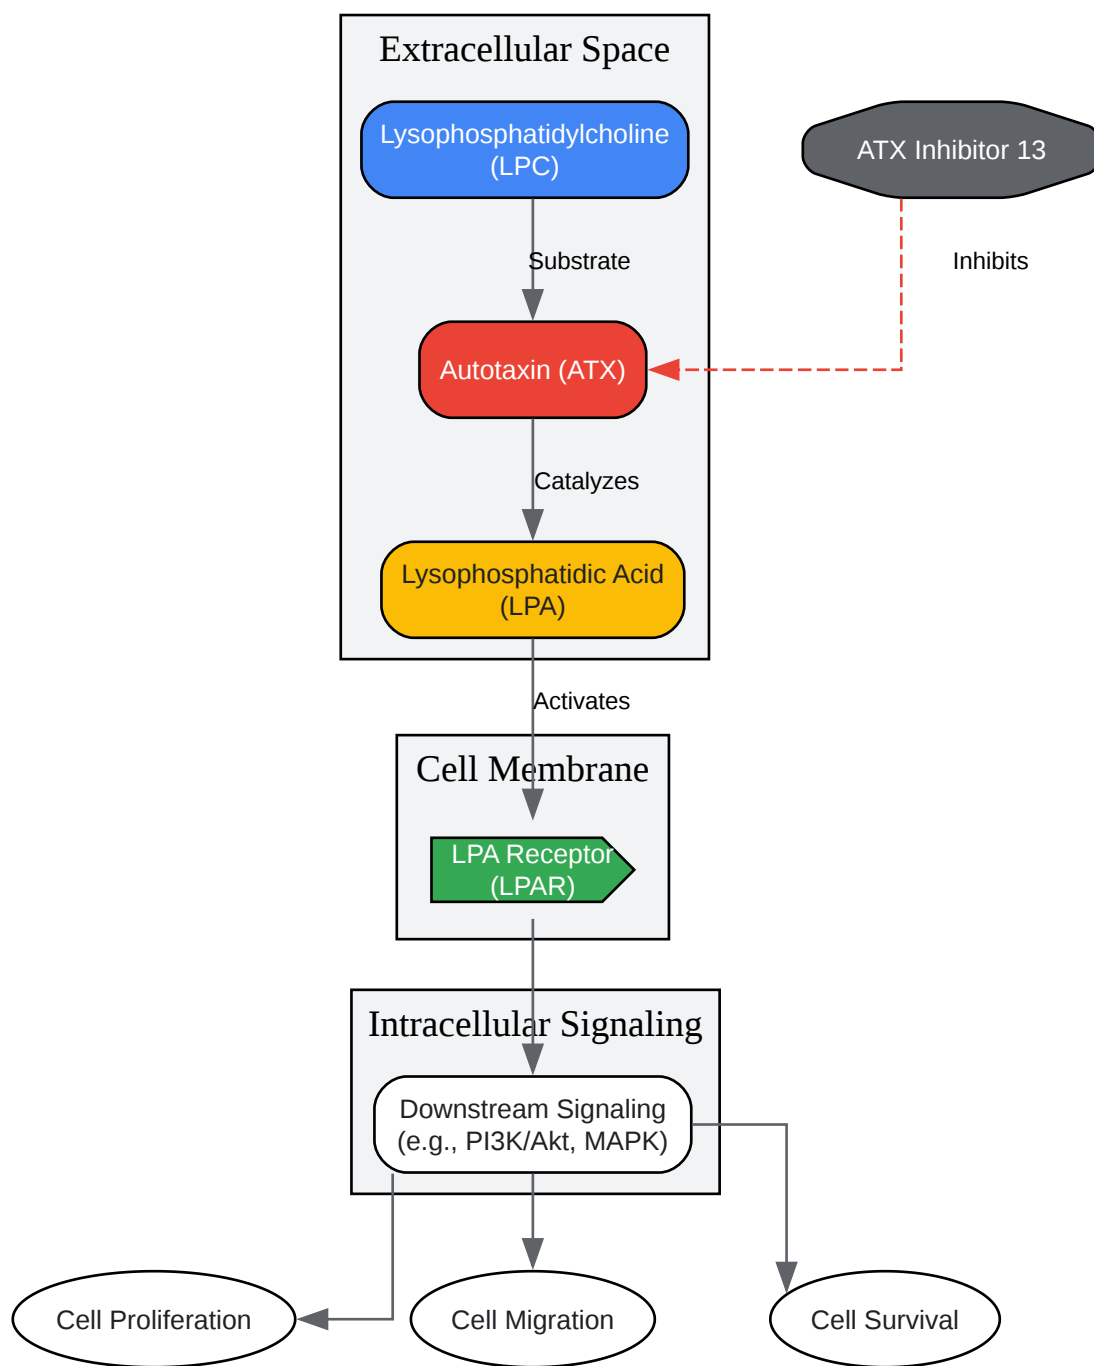 Extracellular Space
Lysophosphatidylcholine
(LPC)
ATX Inhibitor 13
Substrate
Inhibits
Autotaxin (ATX)
Catalyzes
Lysophosphatidic Acid
(LPA)
Activates
Cell Membrane
LPA Receptor
(LPAR)
Intracellular Signaling
Downstream Signaling
(e.g., PI3K/Akt, MAPK)
Cell Proliferation
Cell Migration
Cell Survival